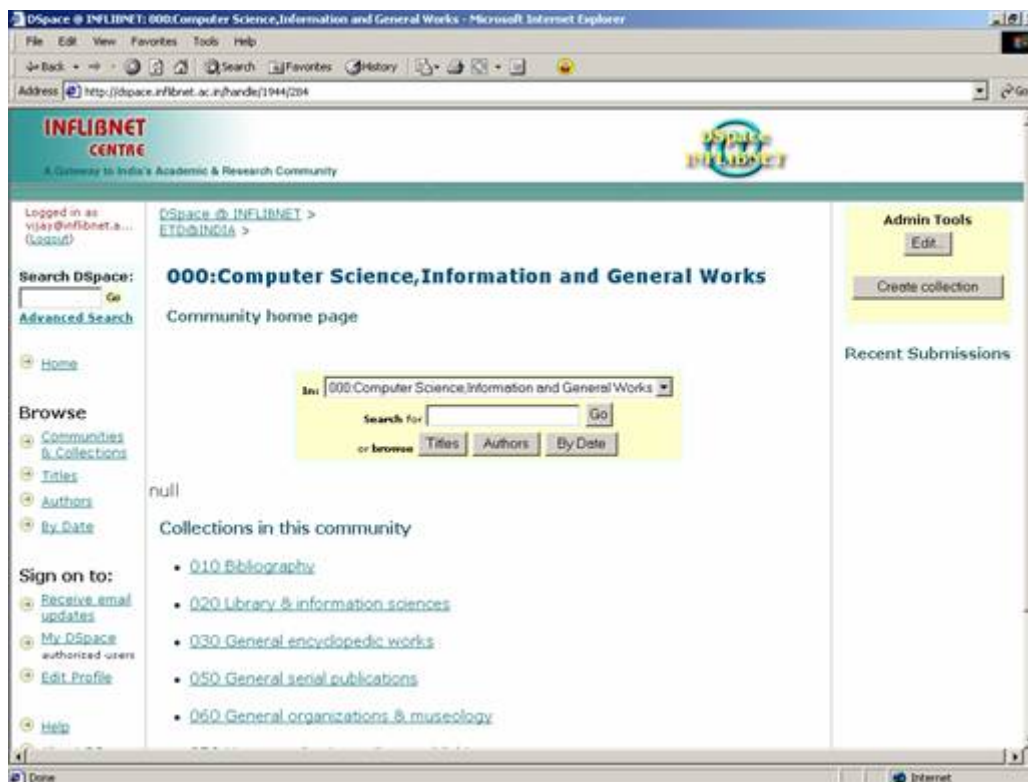 DSpace @ INFLIBNET: 000:Computer Science,Information and General Works - Microsoft Internet Explorer
File Edit View Favorites Tools Help
Back Search Favorites History
Address http://dspace.inflibnet.ac.in/handle/1944/204 Go
INFLIBNET
CENTRE
A Gateway to India's Academic & Research Community
DSpace
INFLIBNET
Logged in as
vijay@inflibnet.a...
(Logout)
Search DSpace:
Go
Advanced Search
Home
Browse
Communities
& Collections
Titles
Authors
By Date
Sign on to:
Receive email
updates
My DSpace
authorized users
Edit Profile
Help
DSpace @ INFLIBNET >
ETD@INDIA >
000:Computer Science,Information and General Works
Community home page
In: 000:Computer Science,Information and General Works
Search for Go
or browse Titles Authors By Date
null
Collections in this community
• 010 Bibliography
• 020 Library & information sciences
• 030 General encyclopedic works
• 050 General serial publications
• 060 General organizations & museology
Admin Tools
Edit...
Create collection
Recent Submissions
Done Internet